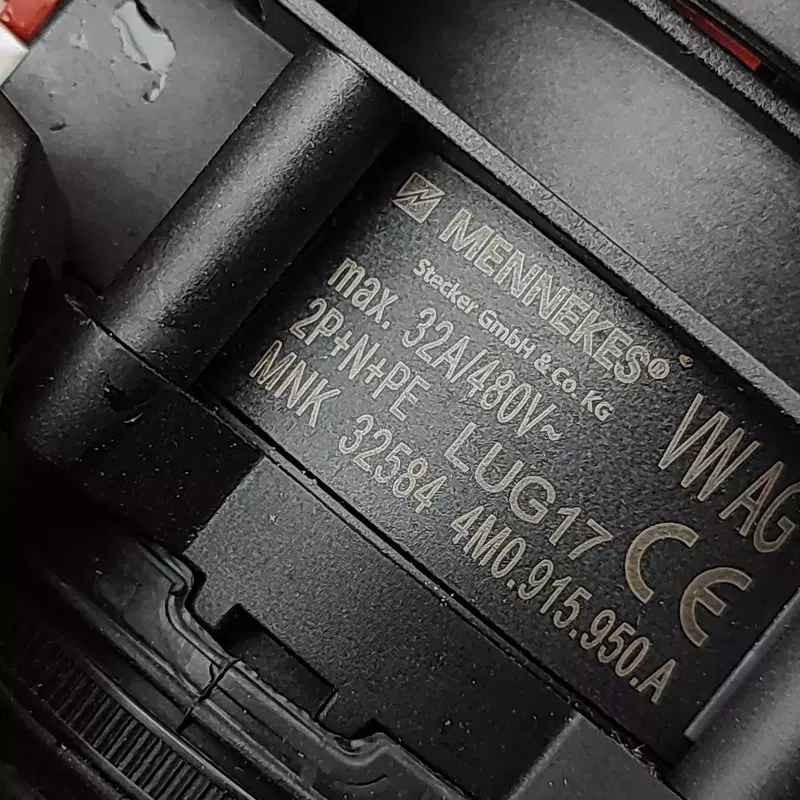 MENNEKES®
Stecker GmbH & Co. KG
max. 32A/480V~ VW AG
2P+N+PE LUG17 CE
MNK 32584 4M0.915.950.A